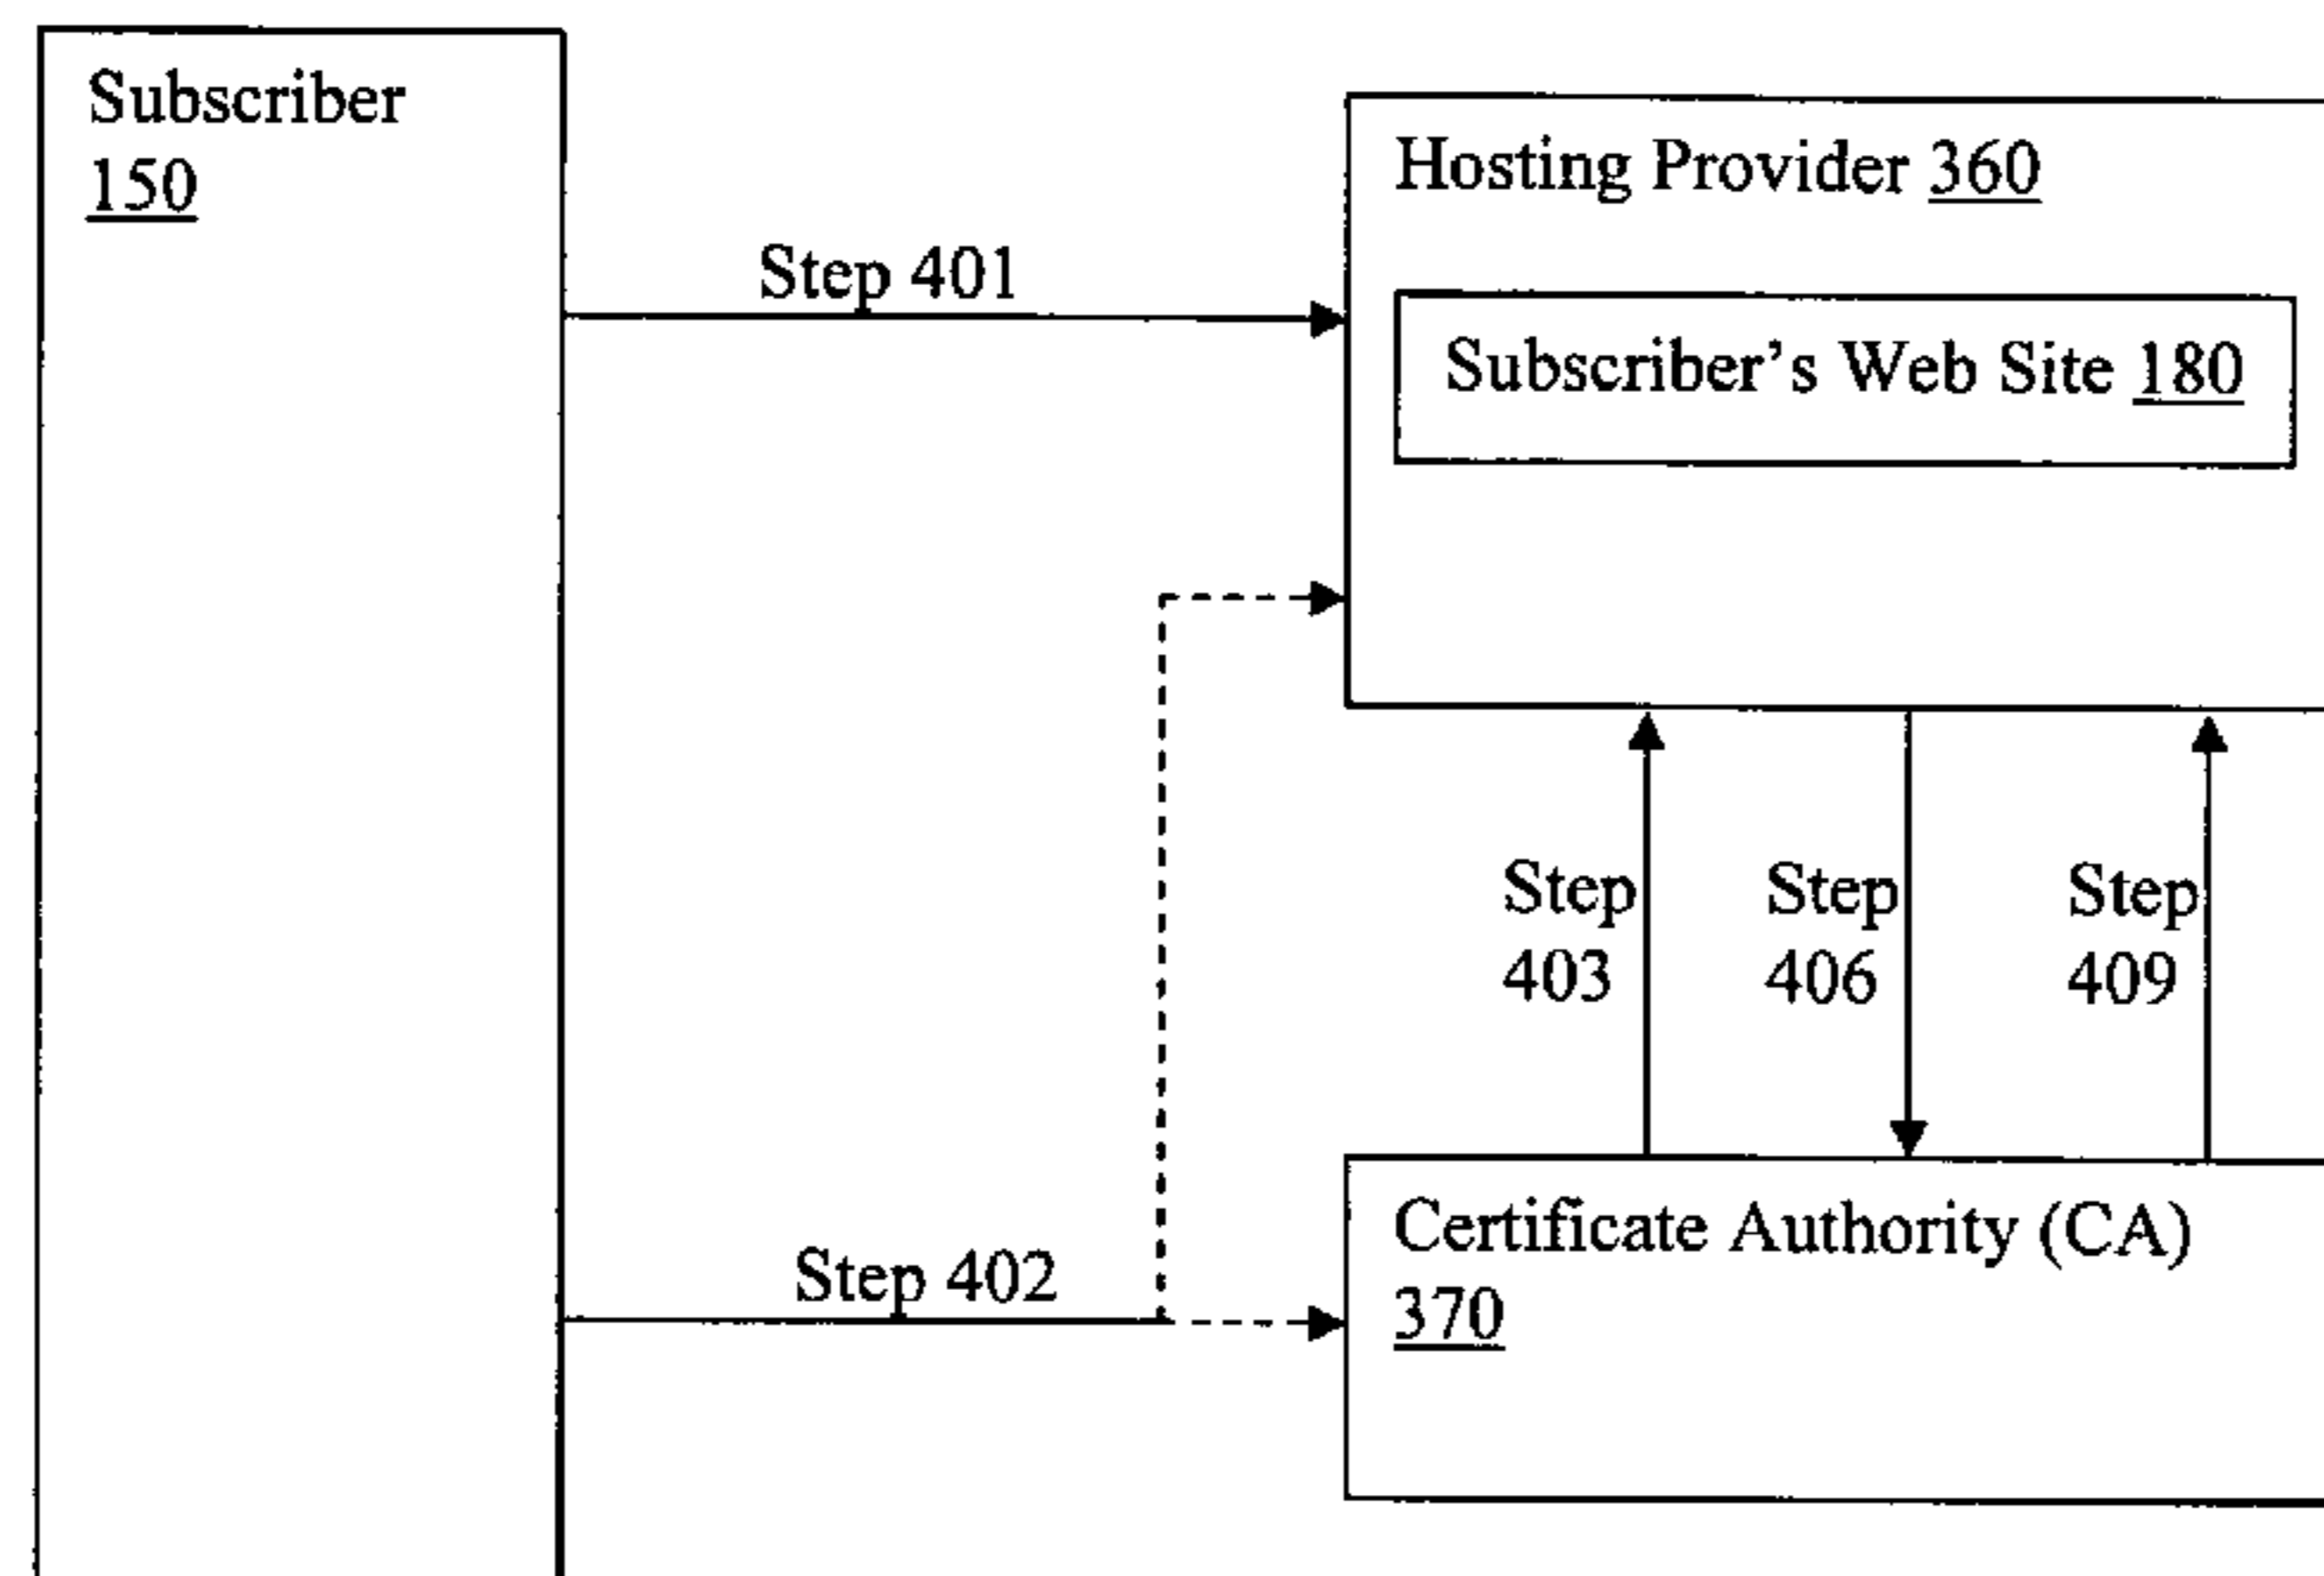 Subscriber
150
Hosting Provider 360
Step 401
Subscriber's Web Site 180
Step
403
Step
406
Step
409
Certificate Authority (CA)
370
Step 402